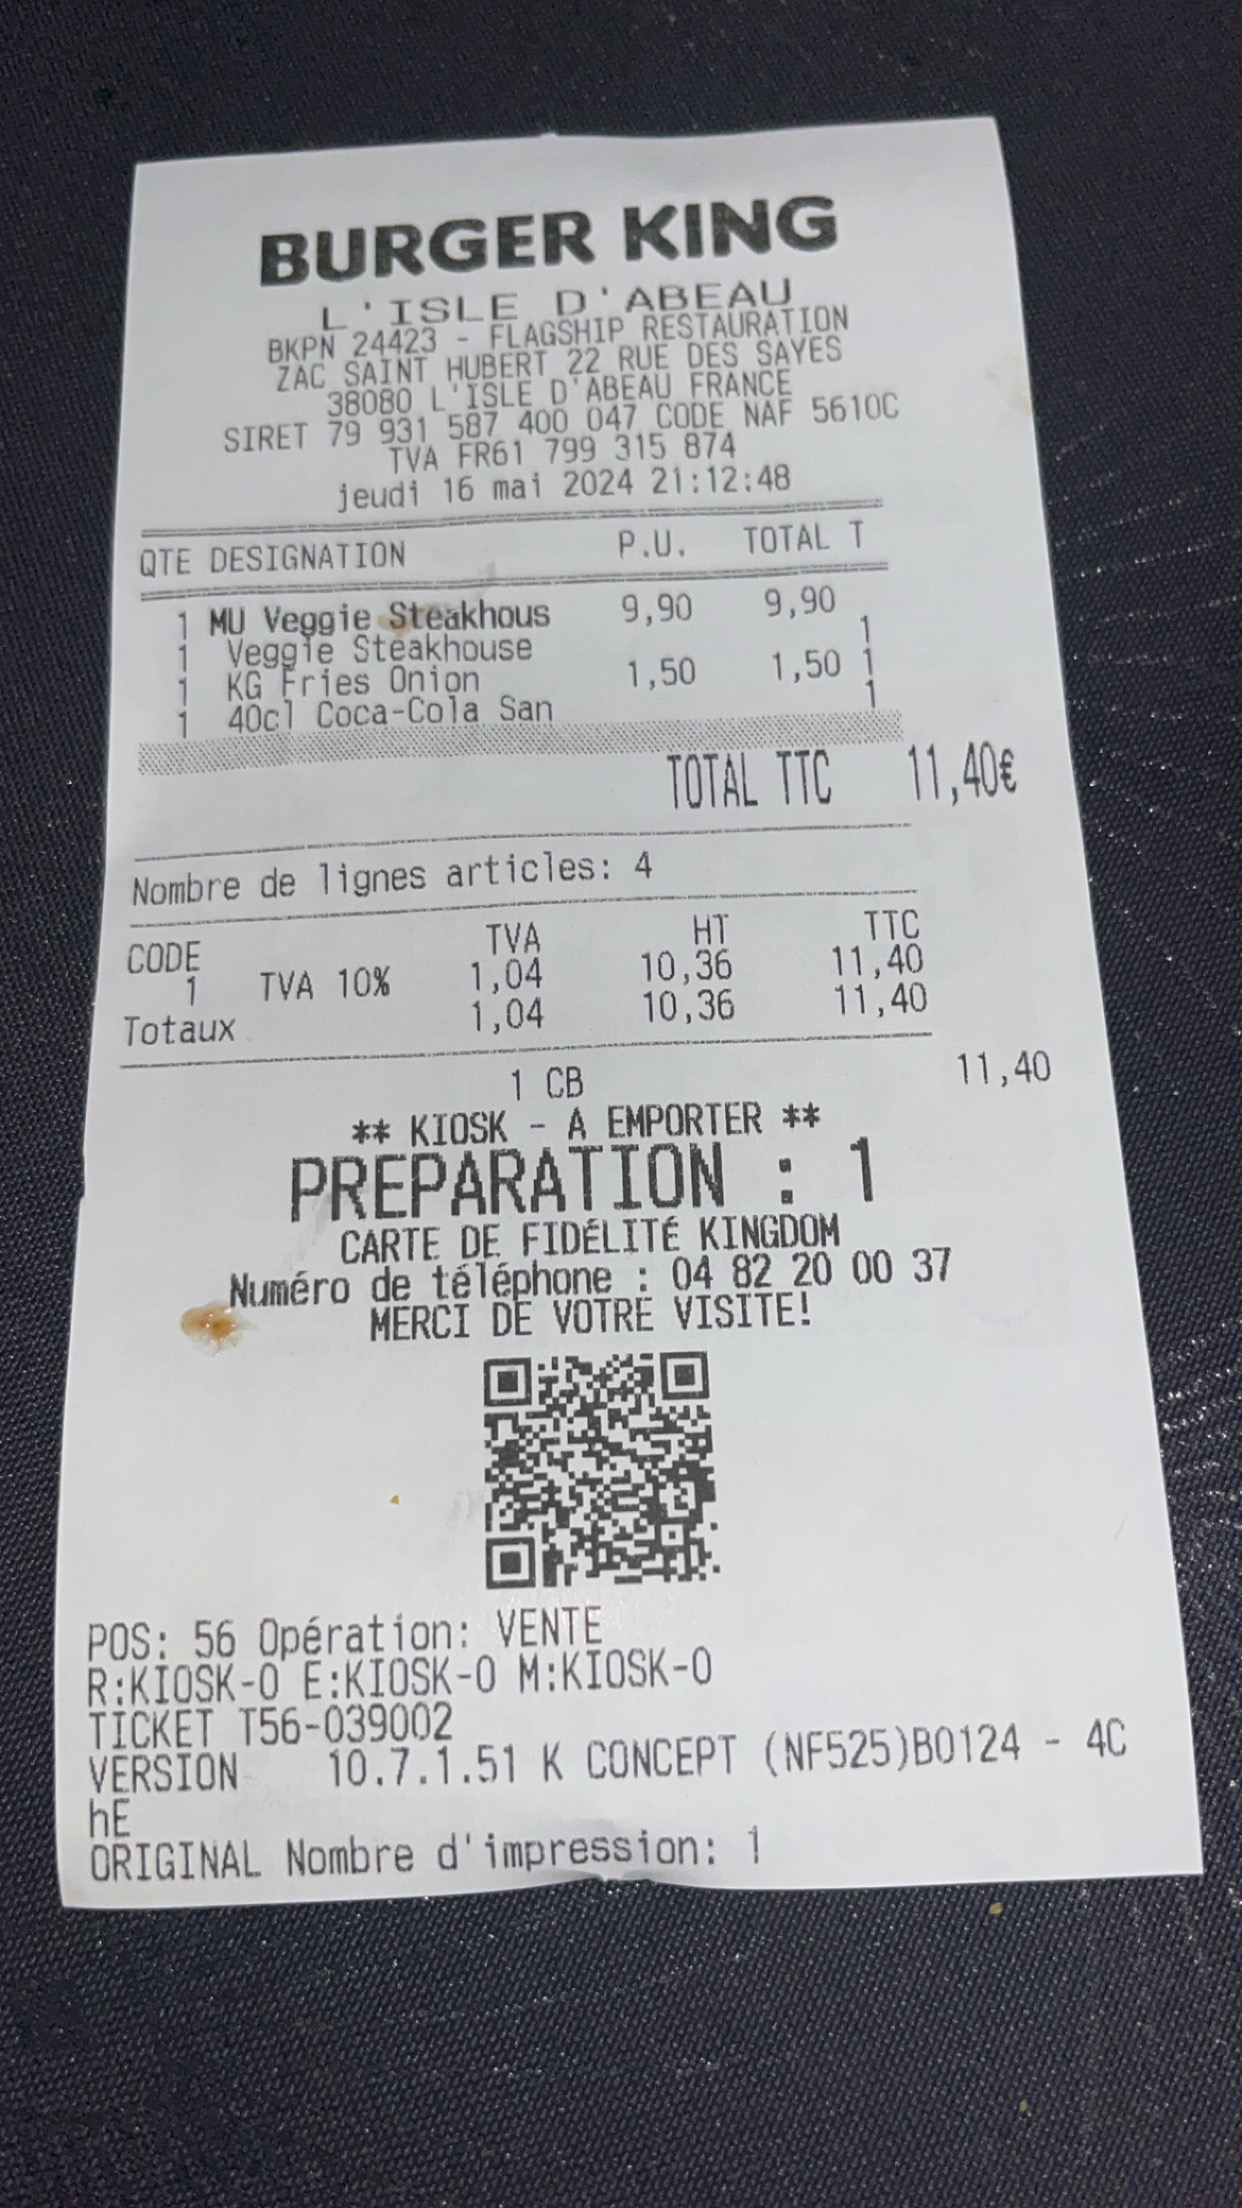 BURGER KING
L'ISLE D'ABEAU
BKPN 24423 - FLAGSHIP RESTAURATION
ZAC SAINT HUBERT 22 RUE DES SAYES
38080 L'ISLE D'ABEAU FRANCE
SIRET 79 931 587 400 047 CODE NAF 5610C
TVA FR61 799 315 874
jeudi 16 mai 2024 21:12:48
QTE DESIGNATION P.U. TOTAL T
1 MU Veggie Steakhous 9,90 9,90
1 Veggie Steakhouse 1
1 KG Fries Onion 1,50 1,50 1
1 40cl Coca-Cola San 1
TOTAL TTC 11,40€
Nombre de lignes articles: 4
CODE TVA HT TTC
1 TVA 10% 1,04 10,36 11,40
Totaux 1,04 10,36 11,40
1 CB 11,40
** KIOSK - A EMPORTER **
PREPARATION : 1
CARTE DE FIDÉLITÉ KINGDOM
Numéro de téléphone : 04 82 20 00 37
MERCI DE VOTRE VISITE!
POS: 56 Opération: VENTE
R:KIOSK-O E:KIOSK-O M:KIOSK-O
TICKET T56-039002
VERSION 10.7.1.51 K CONCEPT (NF525)B0124 - 4C
hE
ORIGINAL Nombre d'impression: 1